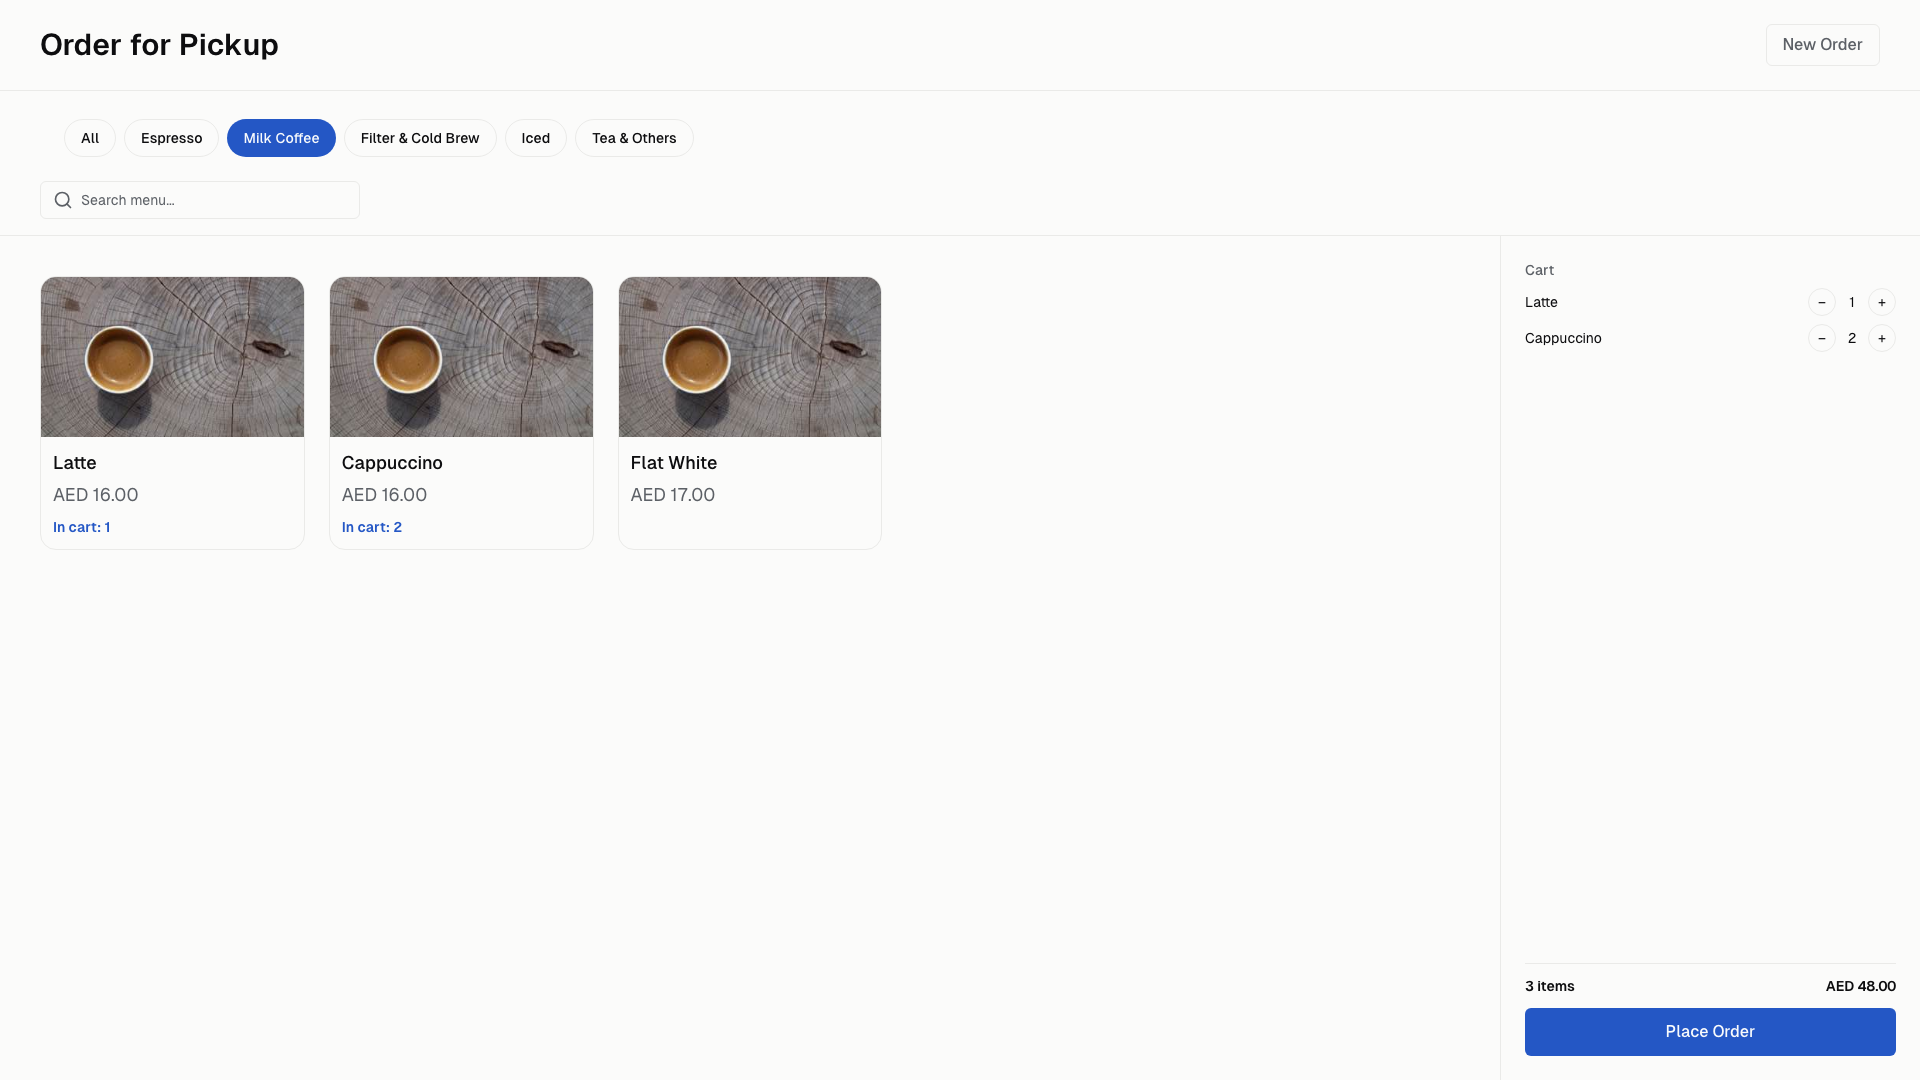 Order for Pickup
New Order
All
Espresso
Milk Coffee
Filter & Cold Brew
Iced
Tea & Others
Search menu...
Latte
AED 16.00
In cart: 1
Cappuccino
AED 16.00
In cart: 2
Flat White
AED 17.00
Cart
Latte
− 1 +
Cappuccino
− 2 +
3 items
AED 48.00
Place Order